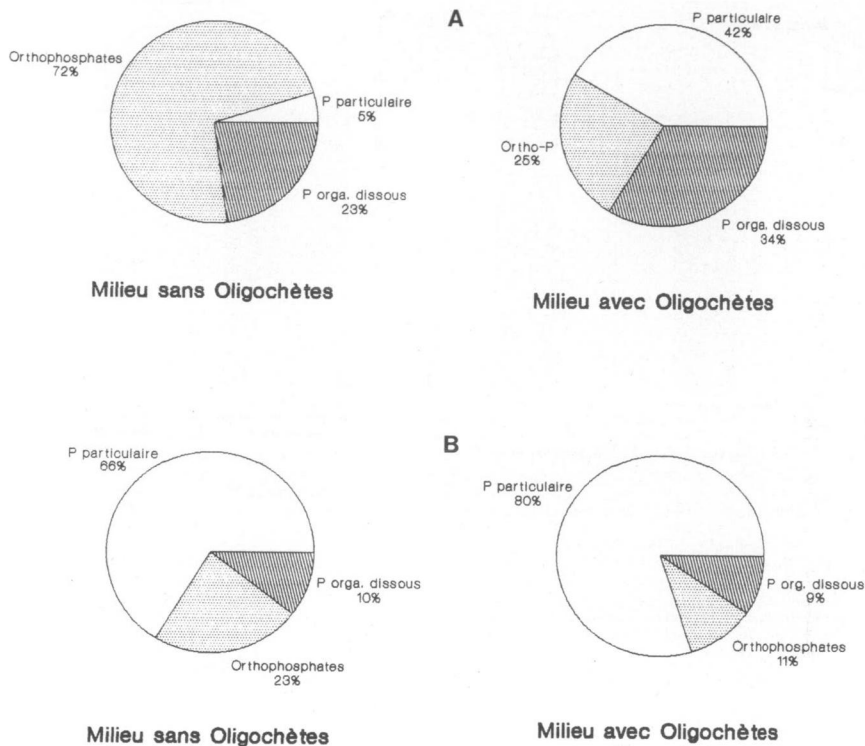 A
Orthophosphates
72%
P particulaire
5%
P orga. dissous
23%
Milieu sans Oligochètes
P particulaire
42%
Ortho-P
25%
P orga. dissous
34%
Milieu avec Oligochètes
B
P particulaire
66%
P orga. dissous
10%
Orthophosphates
23%
Milieu sans Oligochètes
P particulaire
80%
P org. dissous
9%
Orthophosphates
11%
Milieu avec Oligochètes